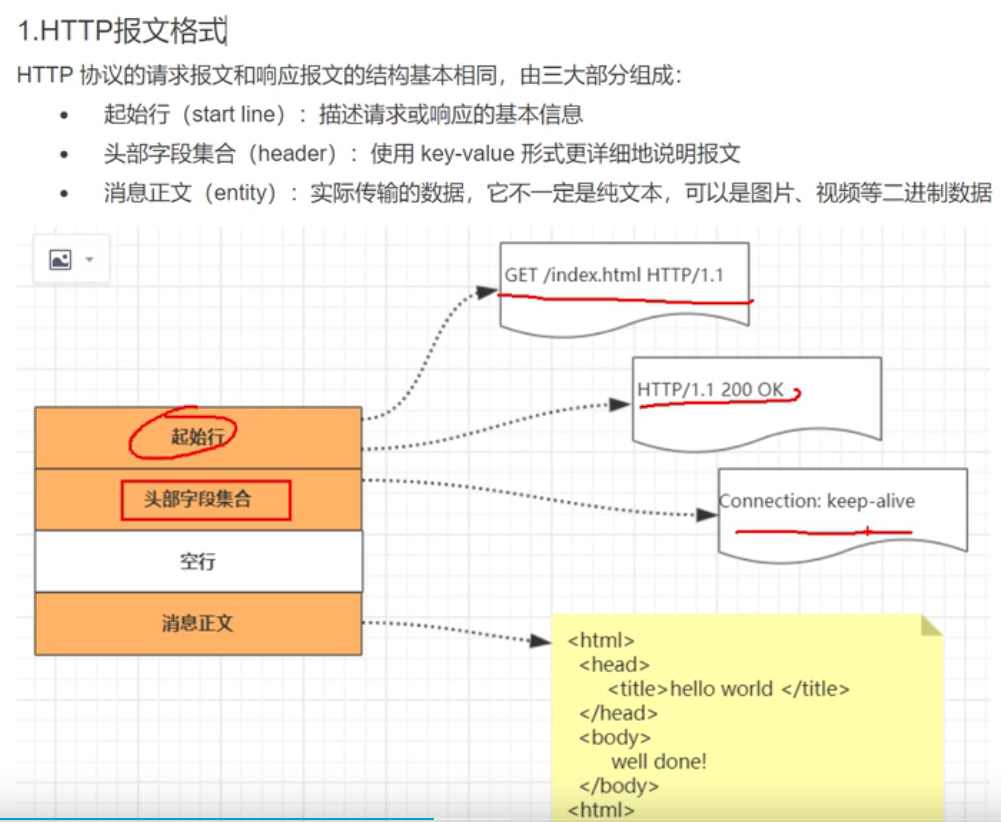 1.HTTP报文格式
HTTP 协议的请求报文和响应报文的结构基本相同，由三大部分组成：
• 起始行（start line）：描述请求或响应的基本信息
• 头部字段集合（header）：使用 key-value 形式更详细地说明报文
• 消息正文（entity）：实际传输的数据，它不一定是纯文本，可以是图片、视频等二进制数据
GET /index.html HTTP/1.1
HTTP/1.1 200 OK
起始行
头部字段集合
Connection: keep-alive
空行
消息正文
<html>
<head>
<title>hello world </title>
</head>
<body>
well done!
</body>
<html>